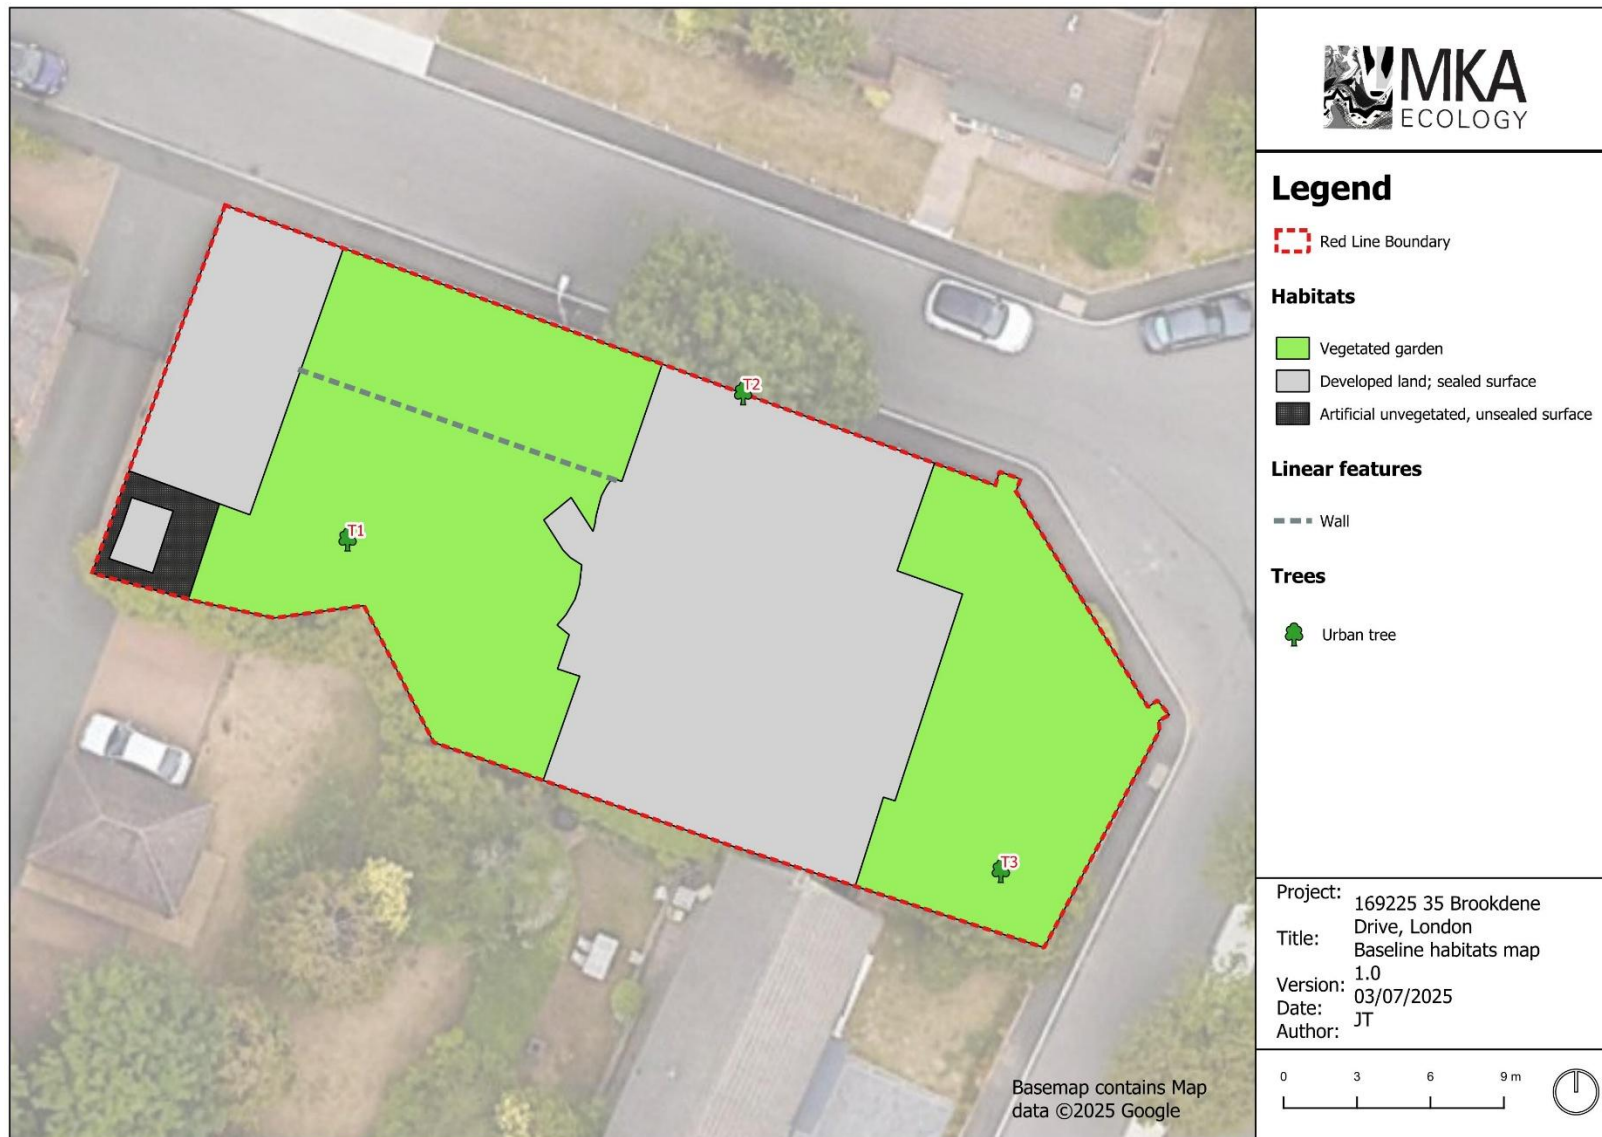 MKA
ECOLOGY
Legend
Red Line Boundary
Habitats
Vegetated garden
Developed land; sealed surface
Artificial unvegetated, unsealed surface
Linear features
Wall
Trees
Urban tree
T1
T2
T3
Project: 169225 35 Brookdene
Drive, London
Title: Baseline habitats map
Version: 1.0
Date: 03/07/2025
Author: JT
0 3 6 9 m
Basemap contains Map
data ©2025 Google